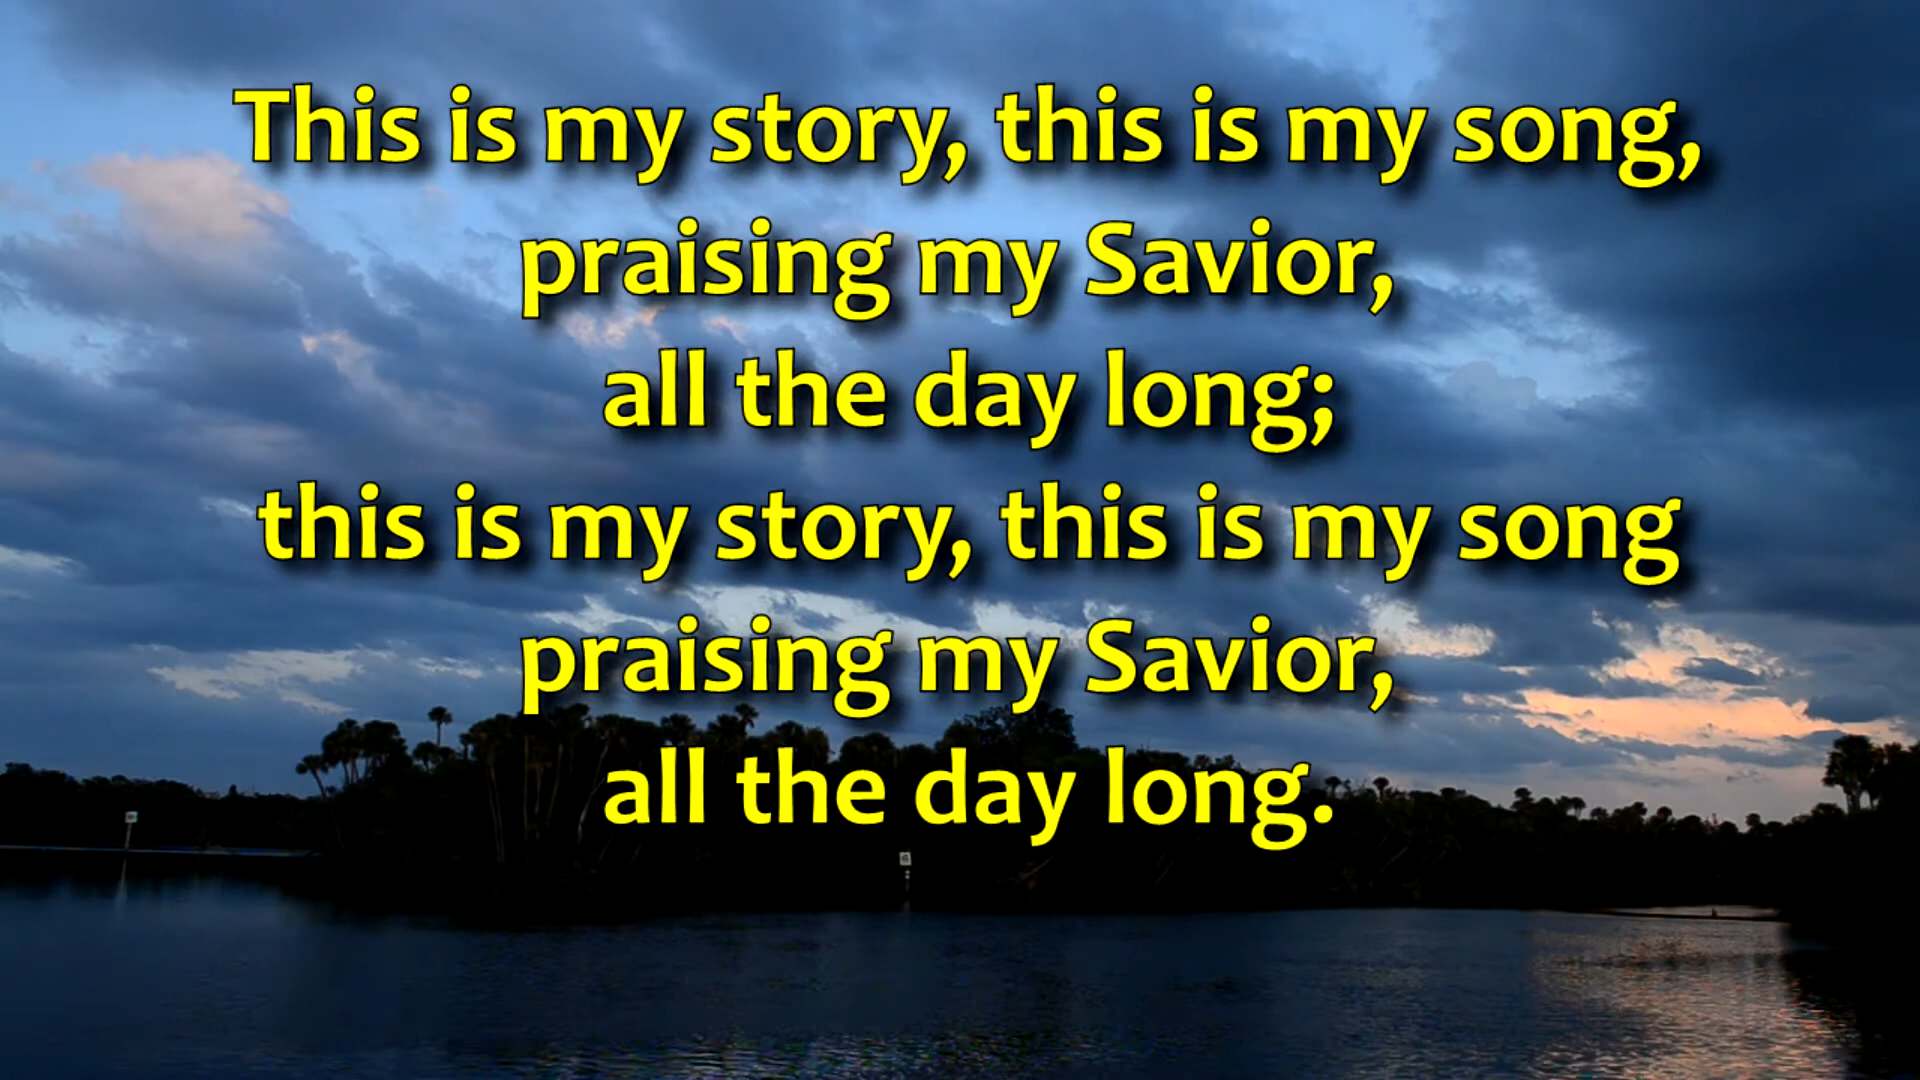 This is my story, this is my song,
praising my Savior,
all the day long;
this is my story, this is my song
praising my Savior,
all the day long.